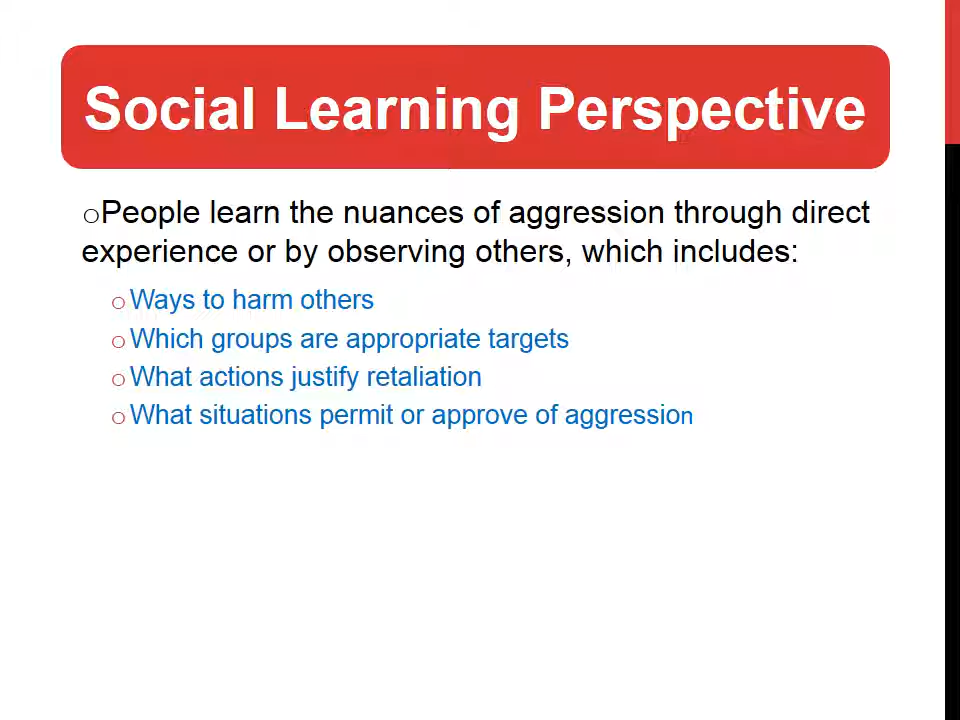 Social Learning Perspective
oPeople learn the nuances of aggression through direct
experience or by observing others, which includes:
oWays to harm others
oWhich groups are appropriate targets
oWhat actions justify retaliation
oWhat situations permit or approve of aggression